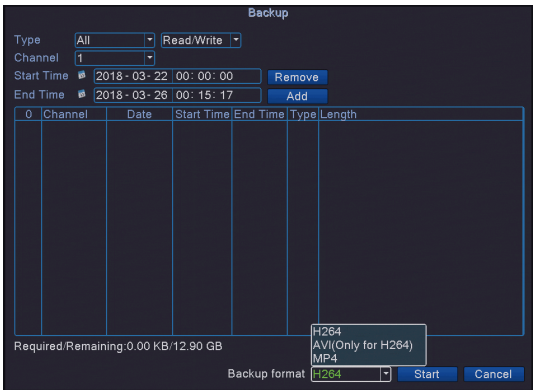 Backup
Type All Read/Write
Channel 1
Start Time 2018-03-22 00:00:00 Remove
End Time 2018-03-26 00:15:17 Add
0 Channel Date Start Time End Time Type Length
H264
AVI(Only for H264)
MP4
Required/Remaining:0.00 KB/12.90 GB
Backup format H264 Start Cancel